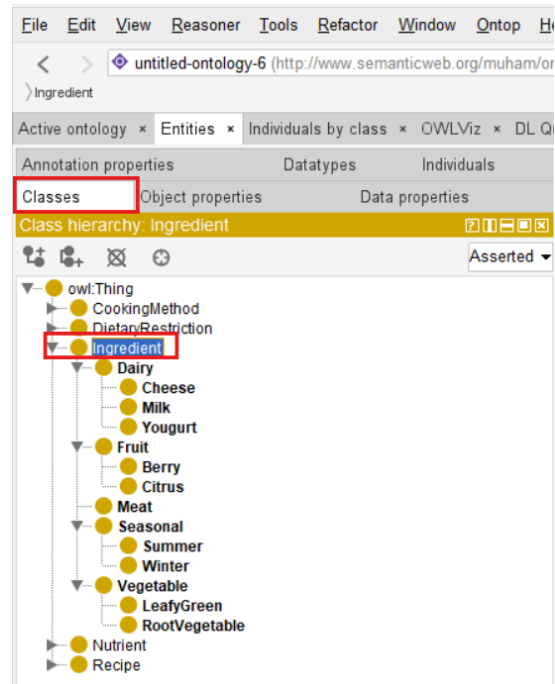 File Edit View Reasoner Tools Refactor Window Ontop He
untitled-ontology-6 (http://www.semanticweb.org/muham/or
Ingredient
Active ontology × Entities × Individuals by class × OWLViz × DL Qu
Annotation properties Datatypes Individuals
Classes Object properties Data properties
Class hierarchy: Ingredient
Asserted
owl:Thing
CookingMethod
DietaryRestriction
Ingredient
Dairy
Cheese
Milk
Yougurt
Fruit
Berry
Citrus
Meat
Seasonal
Summer
Winter
Vegetable
LeafyGreen
RootVegetable
Nutrient
Recipe